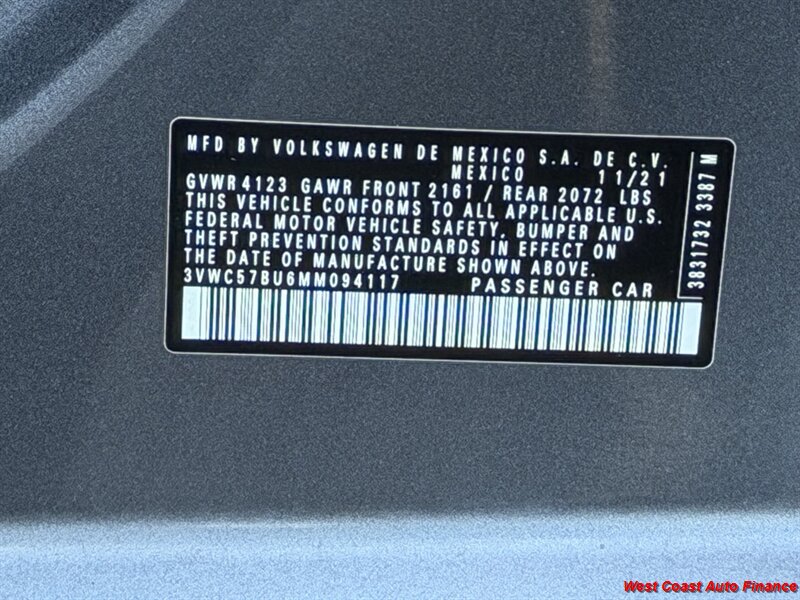 MFD BY VOLKSWAGEN DE MEXICO S.A. DE C.V.
MEXICO 11/21
GVWR 4123 GAWR FRONT 2161 / REAR 2072 LBS
THIS VEHICLE CONFORMS TO ALL APPLICABLE U.S.
FEDERAL MOTOR VEHICLE SAFETY, BUMPER AND
THEFT PREVENTION STANDARDS IN EFFECT ON
THE DATE OF MANUFACTURE SHOWN ABOVE.
3VWC57BU6MM094117 PASSENGER CAR
3831732 3387 M
West Coast Auto Finance